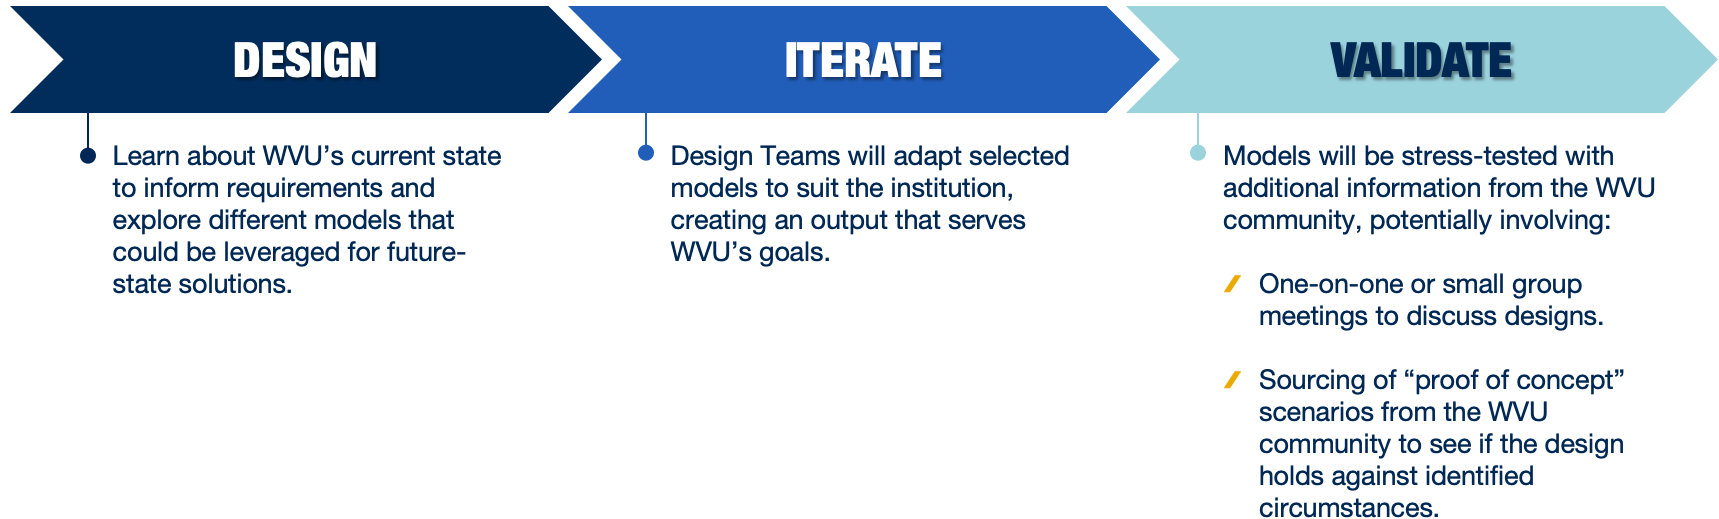 DESIGN
Learn about WVU’s current state
to inform requirements and
explore different models that
could be leveraged for future-
state solutions.
ITERATE
Design Teams will adapt selected
models to suit the institution,
creating an output that serves
WVU’s goals.
VALIDATE
Models will be stress-tested with
additional information from the WVU
community, potentially involving:
One-on-one or small group
meetings to discuss designs.
Sourcing of “proof of concept”
scenarios from the WVU
community to see if the design
holds against identified
circumstances.